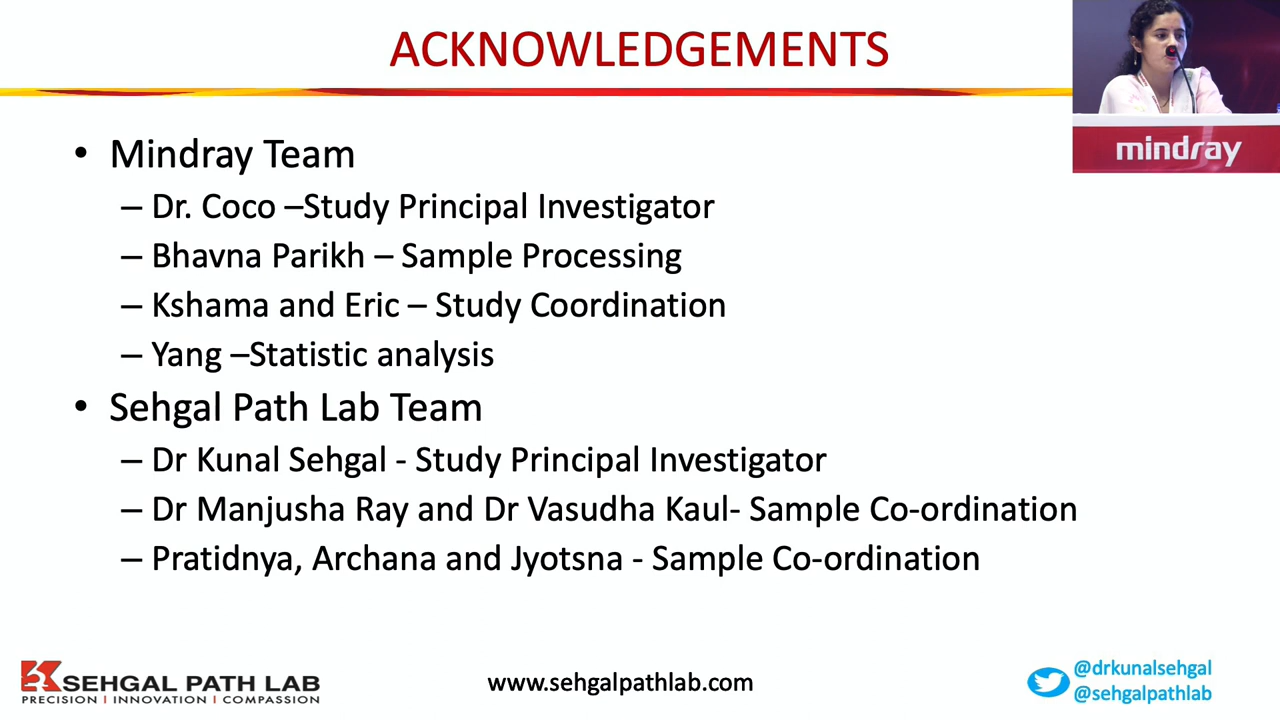 ACKNOWLEDGEMENTS
mindray
• Mindray Team
– Dr. Coco –Study Principal Investigator
– Bhavna Parikh – Sample Processing
– Kshama and Eric – Study Coordination
– Yang –Statistic analysis
• Sehgal Path Lab Team
– Dr Kunal Sehgal - Study Principal Investigator
– Dr Manjusha Ray and Dr Vasudha Kaul- Sample Co-ordination
– Pratidnya, Archana and Jyotsna - Sample Co-ordination
SEHGAL PATH LAB
PRECISION | INNOVATION | COMPASSION
www.sehgalpathlab.com
@drkunalsehgal
@sehgalpathlab